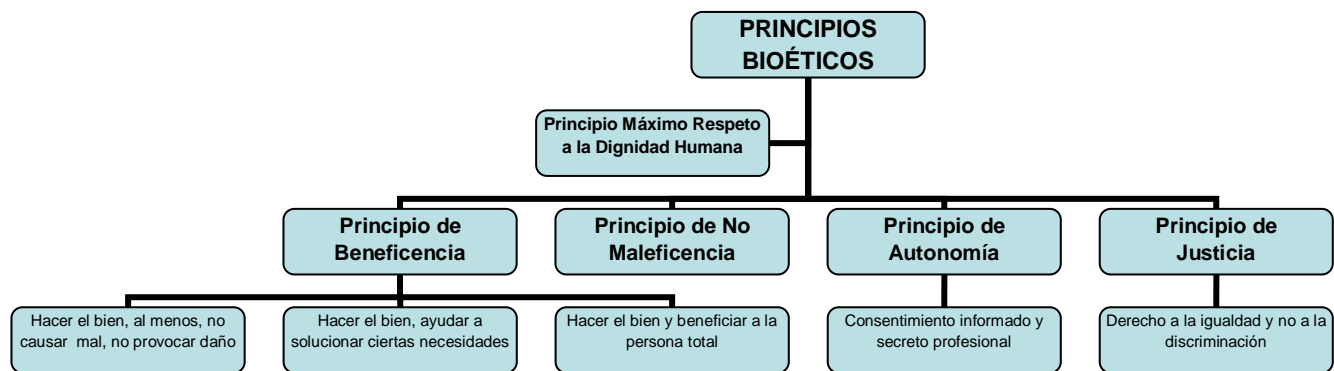 PRINCIPIOS
BIOÉTICOS
Principio Máximo Respeto
a la Dignidad Humana
Principio de
Beneficencia
Principio de No
Maleficencia
Principio de
Autonomía
Principio de
Justicia
Hacer el bien, al menos, no
causar mal, no provocar daño
Hacer el bien, ayudar a
solucionar ciertas necesidades
Hacer el bien y beneficiar a la
persona total
Consentimiento informado y
secreto profesional
Derecho a la igualdad y no a la
discriminación